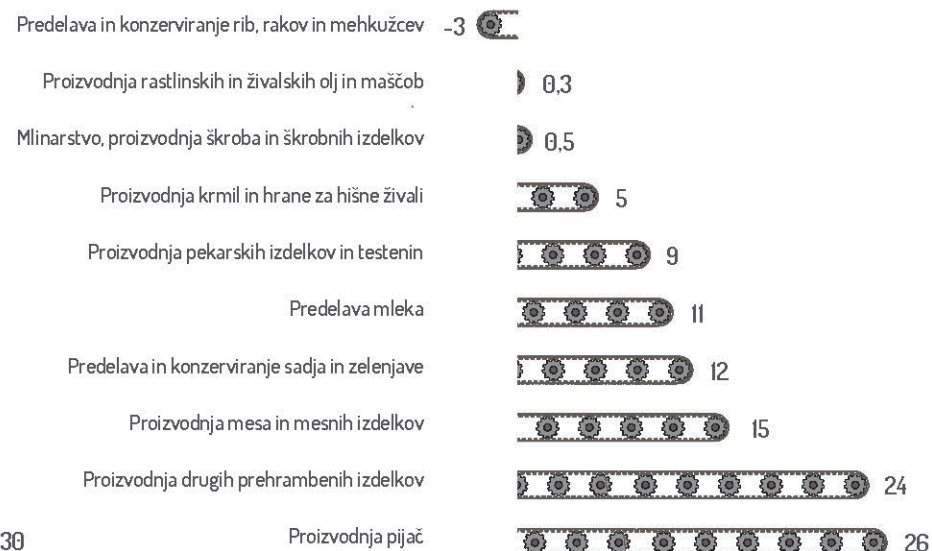 Predelava in konzerviranje rib, rakov in mehkužcev -3
Proizvodnja rastlinskih in živalskih olj in maščob 0,3
Mlinarstvo, proizvodnja škroba in škrobnih izdelkov 0,5
Proizvodnja krmil in hrane za hišne živali 5
Proizvodnja pekarskih izdelkov in testenin 9
Predelava mleka 11
Predelava in konzerviranje sadja in zelenjave 12
Proizvodnja mesa in mesnih izdelkov 15
Proizvodnja drugih prehrambenih izdelkov 24
30 Proizvodnja pijač 26